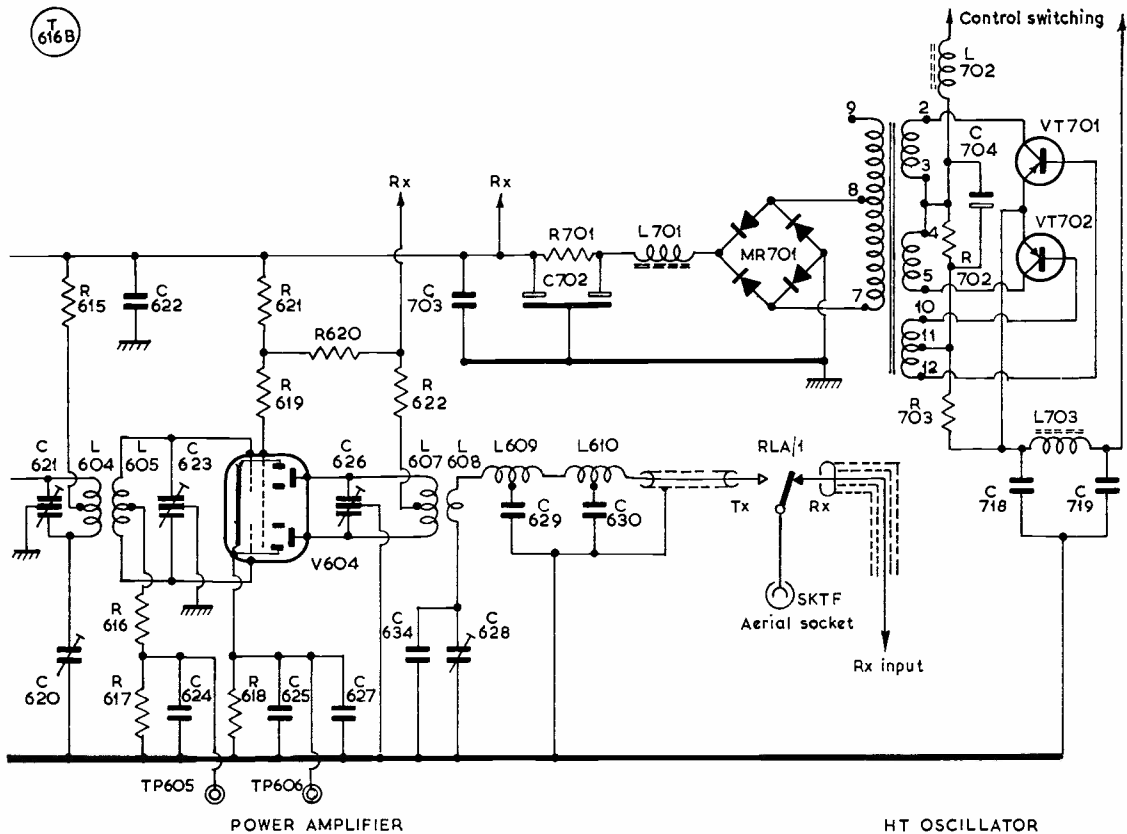 T
616B
Control switching
L
702
9
2
VT701
C
704
3
8
Rx
Rx
VT702
4
R701
L701
MR701
C702
R
702
R
615
C
622
R
621
C
703
5
7
10
R620
11
12
R
619
R
622
R
703
L703
C
621
L
604
L
605
C
623
C
626
L
607
L
608
L609
L610
RLA/1
Tx
Rx
C
629
C
630
C
718
C
719
V604
SKTF
Aerial socket
R
616
C
634
C
628
Rx input
C
620
R
617
C
624
R
618
C
625
C
627
TP605
TP606
POWER AMPLIFIER
HT OSCILLATOR